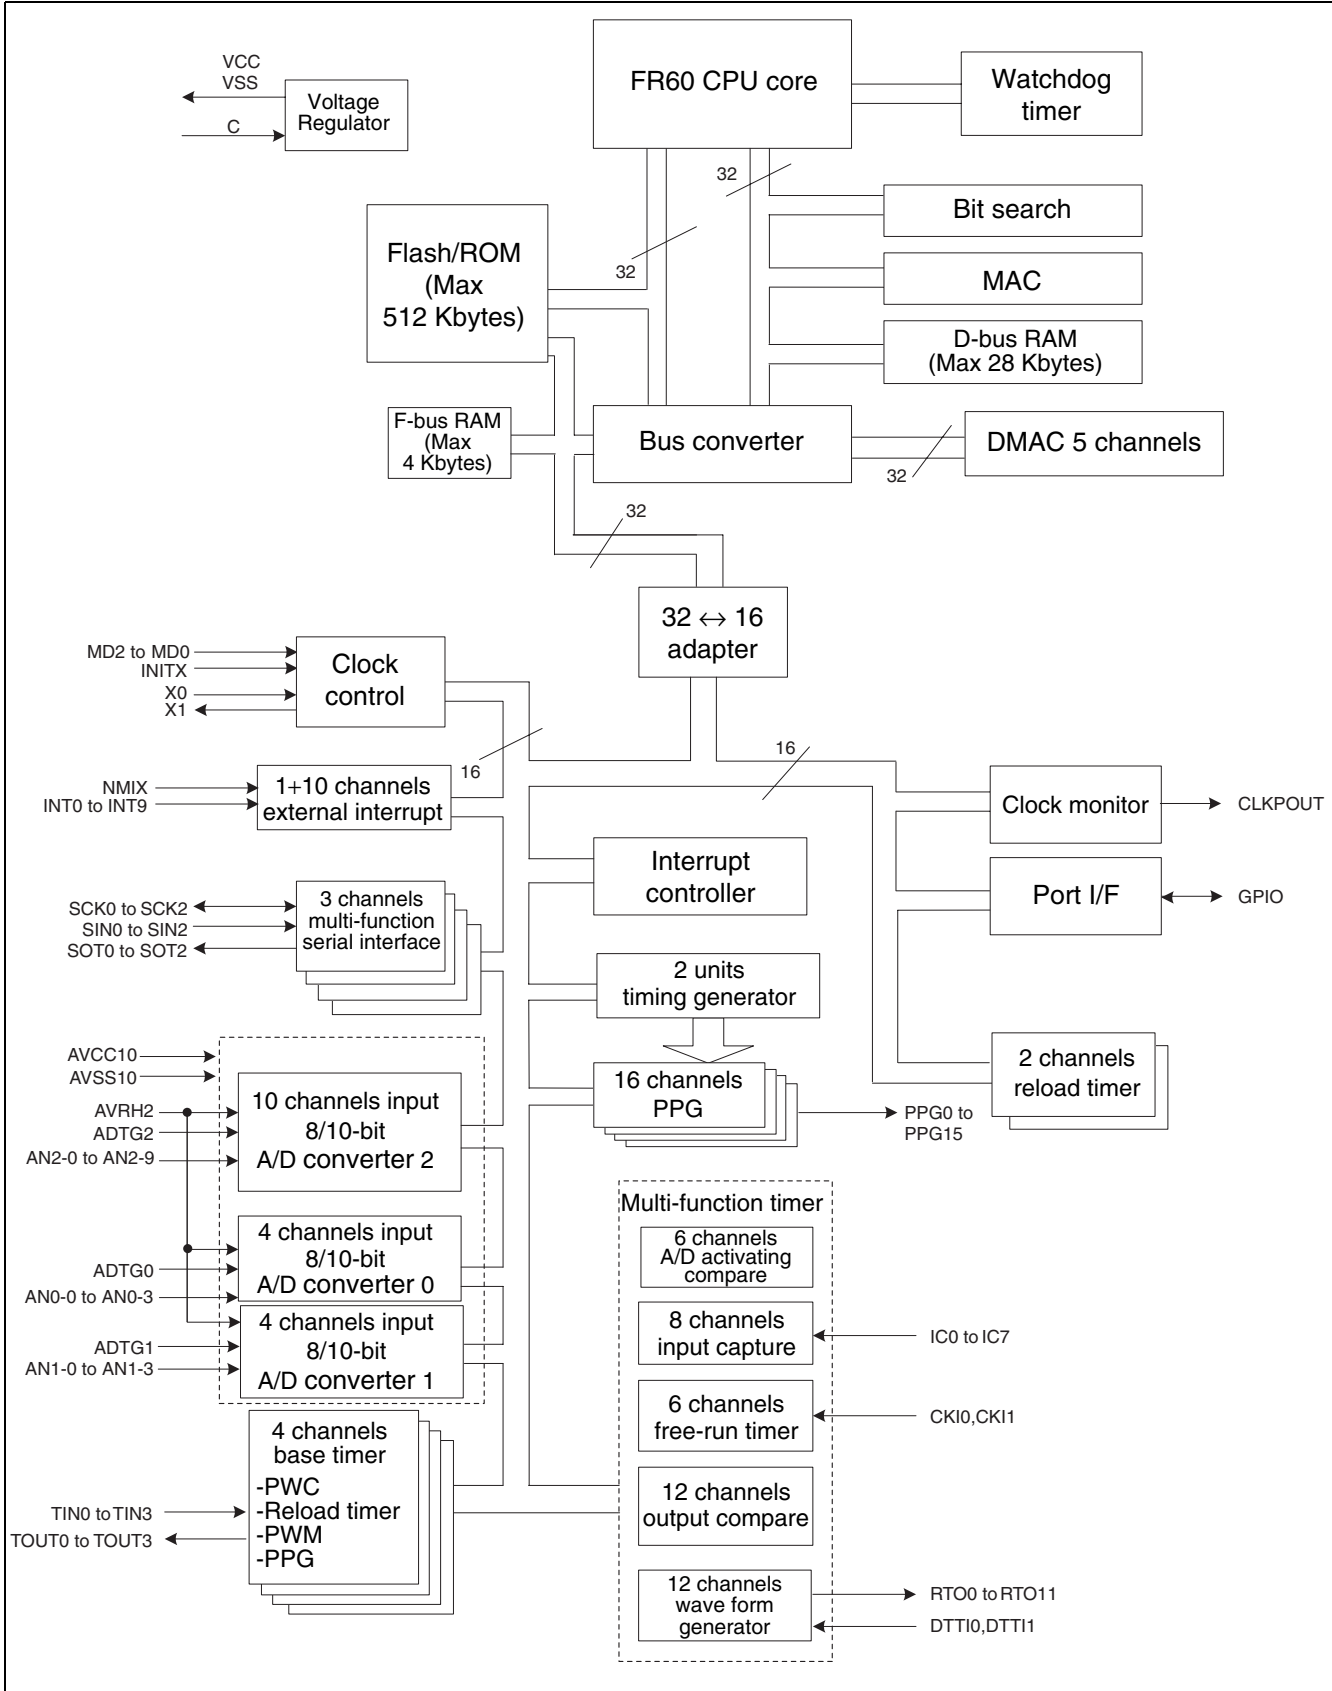 VCC
VSS
C
Voltage
Regulator
FR60 CPU core
Watchdog
timer
32
32
Bit search
MAC
D-bus RAM
(Max 28 Kbytes)
Flash/ROM
(Max
512 Kbytes)
F-bus RAM
(Max
4 Kbytes)
Bus converter
DMAC 5 channels
32
32
32 ↔ 16
adapter
MD2 to MD0
INITX
X0
X1
Clock
control
16
16
NMIX
INT0 to INT9
1+10 channels
external interrupt
Clock monitor
CLKPOUT
Interrupt
controller
Port I/F
GPIO
SCK0 to SCK2
SIN0 to SIN2
SOT0 to SOT2
3 channels
multi-function
serial interface
2 units
timing generator
16 channels
PPG
PPG0 to
PPG15
2 channels
reload timer
AVCC10
AVSS10
AVRH2
ADTG2
AN2-0 to AN2-9
10 channels input
8/10-bit
A/D converter 2
ADTG0
AN0-0 to AN0-3
4 channels input
8/10-bit
A/D converter 0
ADTG1
AN1-0 to AN1-3
4 channels input
8/10-bit
A/D converter 1
TIN0 to TIN3
TOUT0 to TOUT3
4 channels
base timer
-PWC
-Reload timer
-PWM
-PPG
Multi-function timer
6 channels
A/D activating
compare
8 channels
input capture
IC0 to IC7
6 channels
free-run timer
CKI0,CKI1
12 channels
output compare
12 channels
wave form
generator
RTO0 to RTO11
DTTI0,DTTI1